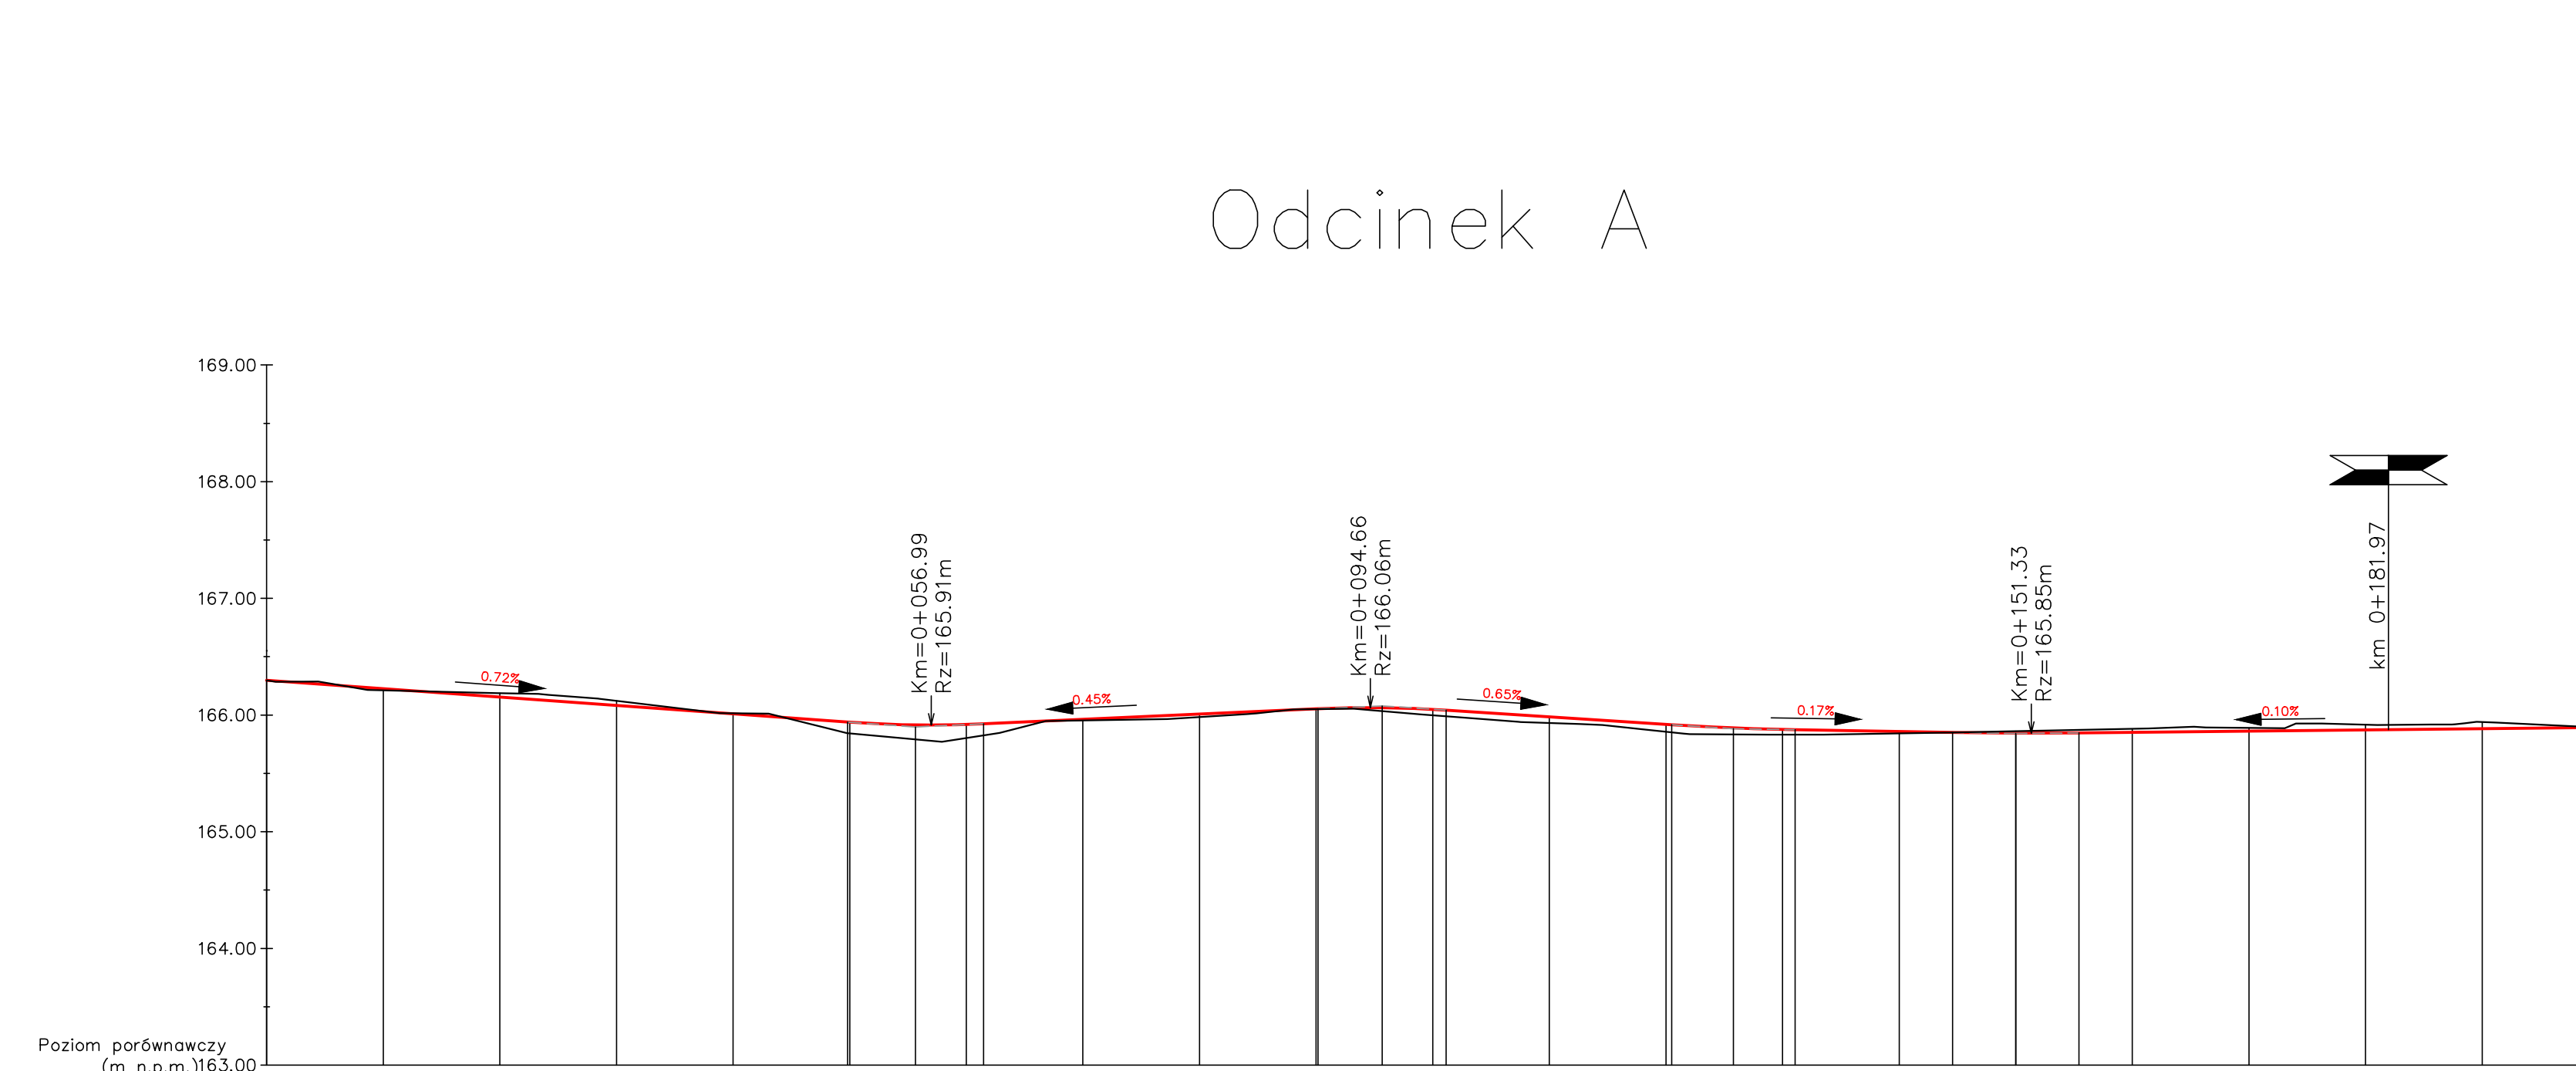 Odcinek A
169.00
168.00
167.00
166.00
165.00
164.00
Poziom porównawczy
(m n.p.m.)163.00
0.72%
Km=0+056.99
Rz=165.91m
0.45%
Km=0+094.66
Rz=166.06m
0.65%
0.17%
Km=0+151.33
Rz=165.85m
0.10%
km 0+181.97